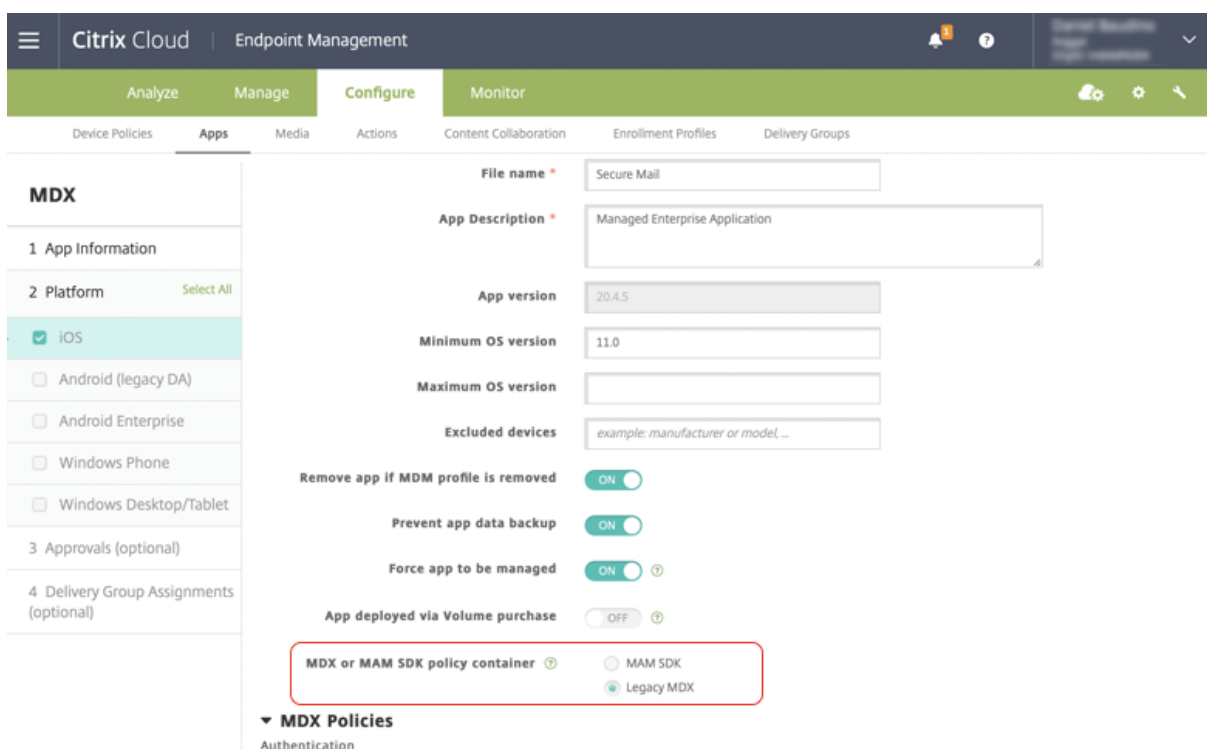 Citrix Cloud | Endpoint Management 1 ?
Analyze Manage Configure Monitor
Device Policies Apps Media Actions Content Collaboration Enrollment Profiles Delivery Groups
MDX
1 App Information
2 Platform Select All
iOS
Android (legacy DA)
Android Enterprise
Windows Phone
Windows Desktop/Tablet
3 Approvals (optional)
4 Delivery Group Assignments
(optional)
File name * Secure Mail
App Description * Managed Enterprise Application
App version 20.4.5
Minimum OS version 11.0
Maximum OS version
Excluded devices example: manufacturer or model, ...
Remove app if MDM profile is removed ON
Prevent app data backup ON
Force app to be managed ON ?
App deployed via Volume purchase OFF ?
MDX or MAM SDK policy container ? MAM SDK
Legacy MDX
MDX Policies
Authentication